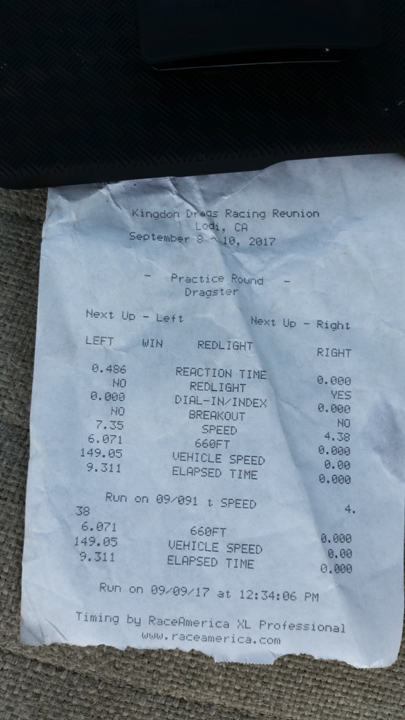 Kingdon Drags Racing Reunion
Lodi, CA
September 8 - 10, 2017
- Practice Round -
Dragster
Next Up - Left Next Up - Right
LEFT WIN REDLIGHT RIGHT
0.486 REACTION TIME 0.000
NO REDLIGHT YES
0.000 DIAL-IN/INDEX 0.000
NO BREAKOUT NO
7.35 SPEED 4.38
6.071 660FT 0.000
149.05 VEHICLE SPEED 0.00
9.311 ELAPSED TIME 0.000
Run on 09/091 t SPEED 4.
38
6.071 660FT 0.000
149.05 VEHICLE SPEED 0.00
9.311 ELAPSED TIME 0.000
Run on 09/09/17 at 12:34:06 PM
Timing by RaceAmerica XL Professional
www.raceamerica.com